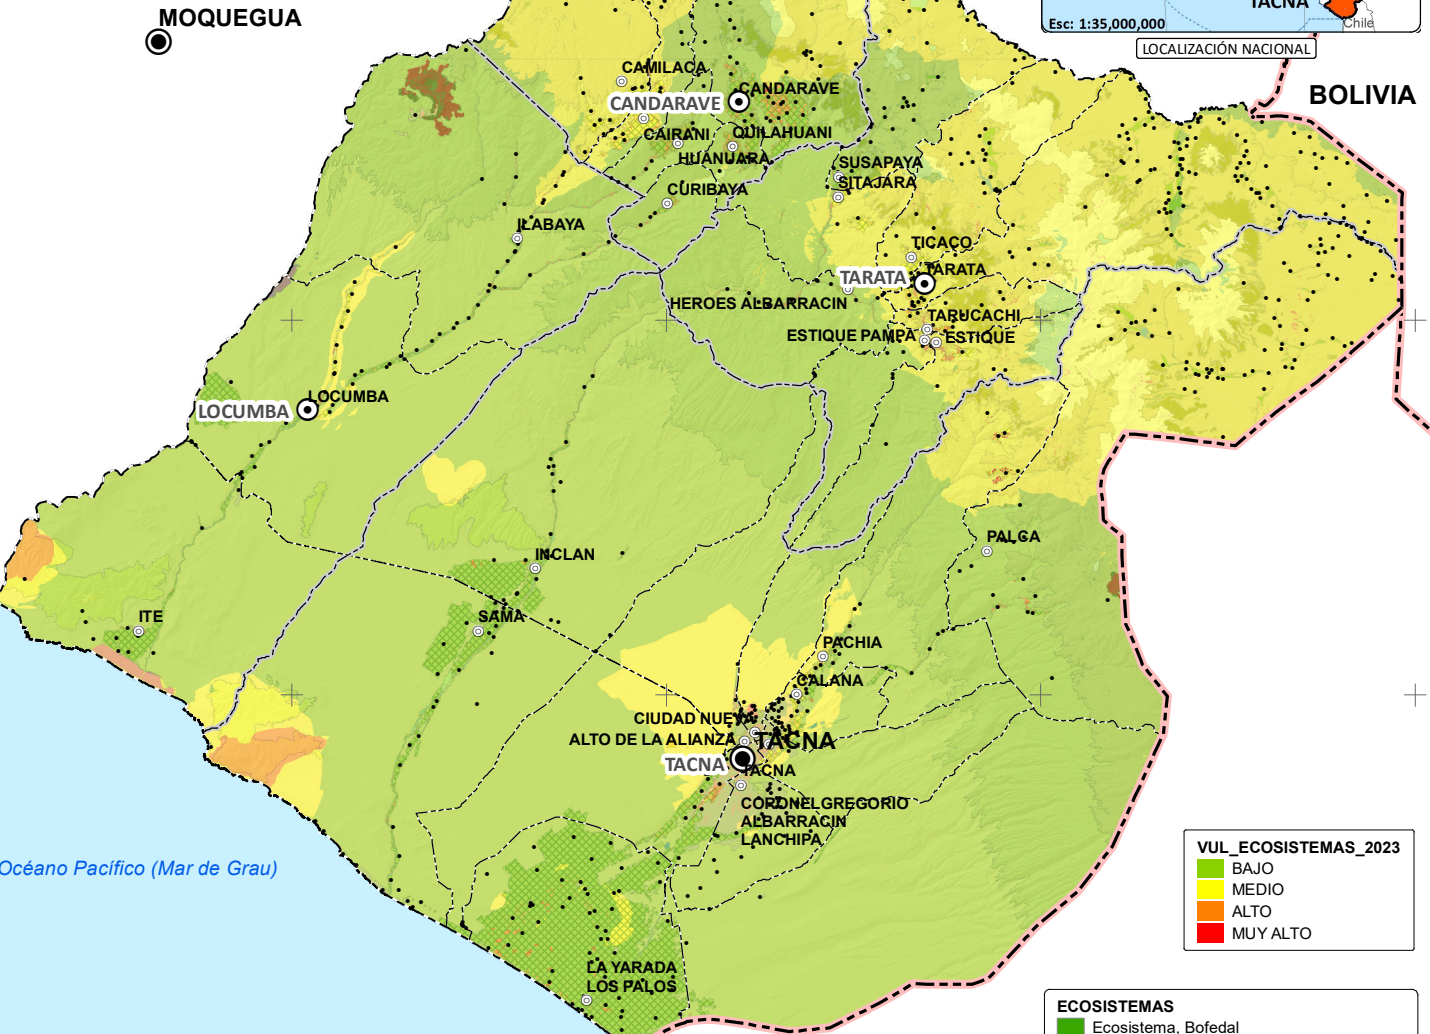 MOQUEGUA
TACNA
Chile
Esc: 1:35,000,000
LOCALIZACIÓN NACIONAL
BOLIVIA
CAMILACA
CANDARAVE
CANDARAVE
CAIRANI
QUILAHUANI
HUANUARA
SUSAPAYA
SITAJARA
CURIBAYA
ILABAYA
TICACO
TARATA
TARATA
HEROES ALBARRACIN
TARUCACHI
ESTIQUE PAMPA
ESTIQUE
LOCUMBA
LOCUMBA
INCLAN
PALCA
ITE
SAMA
PACHIA
CALANA
CIUDAD NUEVA
ALTO DE LA ALIANZA
TACNA
TACNA
TACNA
CORONEL GREGORIO
ALBARRACIN
LANCHIPA
Océano Pacífico (Mar de Grau)
LA YARADA
LOS PALOS
VUL_ECOSISTEMAS_2023
BAJO
MEDIO
ALTO
MUY ALTO
ECOSISTEMAS
Ecosistema, Bofedal